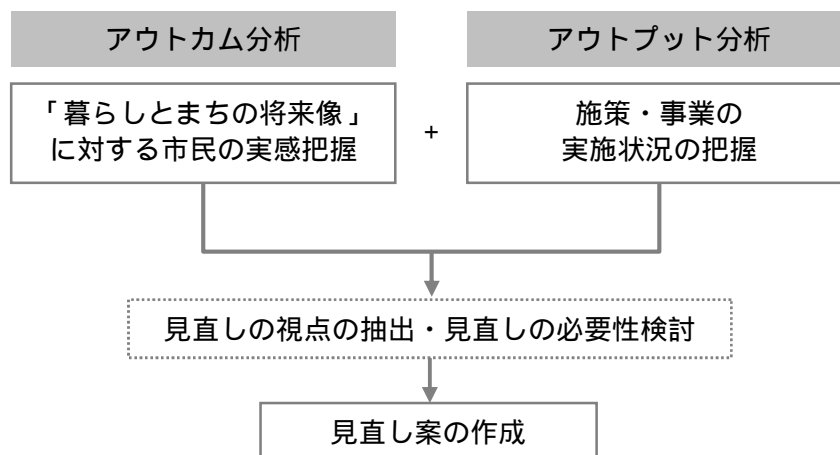 アウトカム分析
アウトプット分析
「暮らしとまちの将来像」
に対する市民の実感把握
+
施策・事業の
実施状況の把握
見直しの視点の抽出・見直しの必要性検討
見直し案の作成